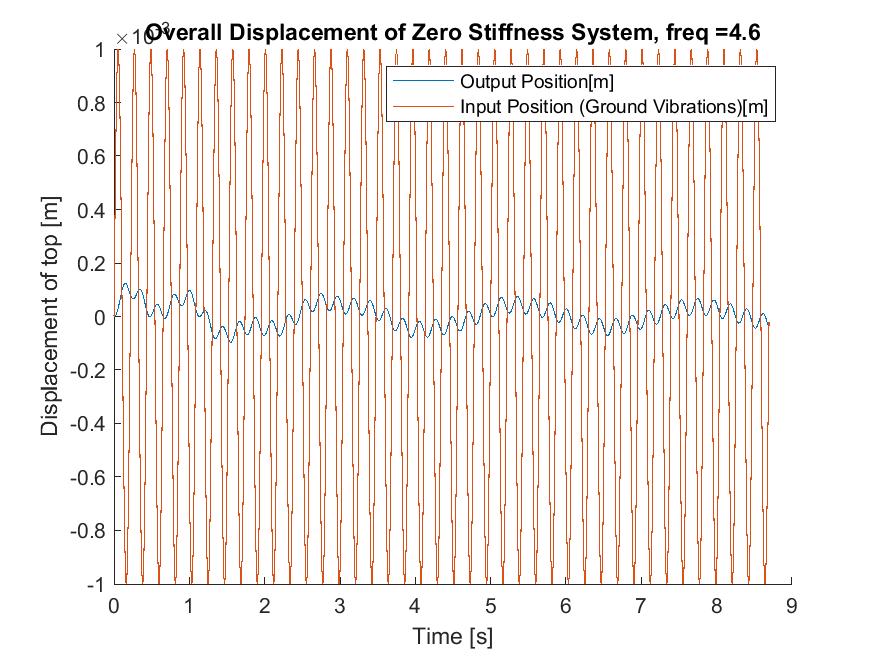 ×10-3
Overall Displacement of Zero Stiffness System, freq =4.6
1
0.8
0.6
0.4
0.2
0
-0.2
-0.4
-0.6
-0.8
-1
Displacement of top [m]
Output Position[m]
Input Position (Ground Vibrations)[m]
0 1 2 3 4 5 6 7 8 9
Time [s]